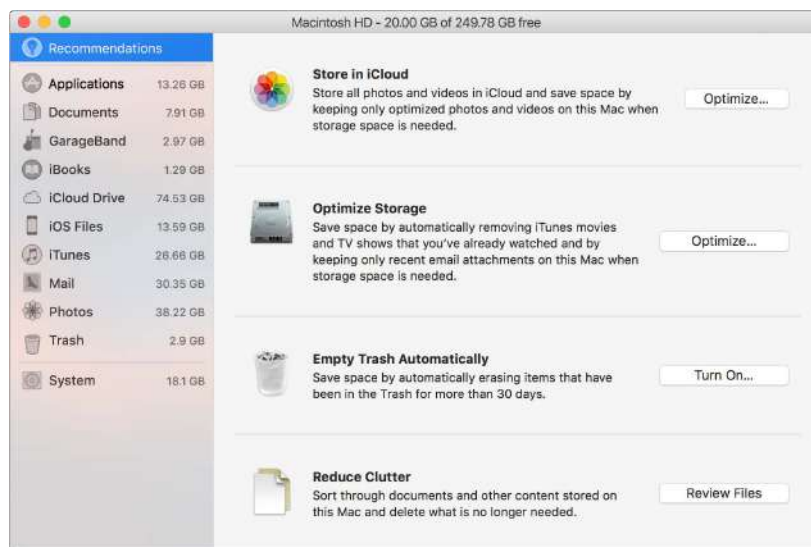 Macintosh HD - 20.00 GB of 249.78 GB free
Recommendations
Applications 13.26 GB
Documents 7.91 GB
GarageBand 2.97 GB
iBooks 1.29 GB
iCloud Drive 74.53 GB
iOS Files 13.59 GB
iTunes 26.66 GB
Mail 30.35 GB
Photos 38.22 GB
Trash 2.9 GB
System 18.1 GB
Store in iCloud
Store all photos and videos in iCloud and save space by
keeping only optimized photos and videos on this Mac when
storage space is needed.
Optimize...
Optimize Storage
Save space by automatically removing iTunes movies
and TV shows that you've already watched and by
keeping only recent email attachments on this Mac when
storage space is needed.
Optimize...
Empty Trash Automatically
Save space by automatically erasing items that have
been in the Trash for more than 30 days.
Turn On...
Reduce Clutter
Sort through documents and other content stored on
this Mac and delete what is no longer needed.
Review Files